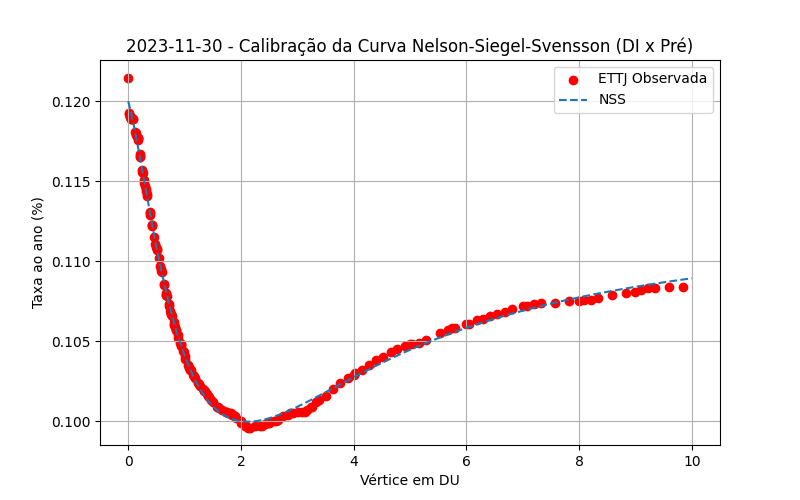 2023-11-30 - Calibração da Curva Nelson-Siegel-Svensson (DI x Pré)
ETTJ Observada
NSS
Taxa ao ano (%)
0.120
0.115
0.110
0.105
0.100
0 2 4 6 8 10
Vértice em DU